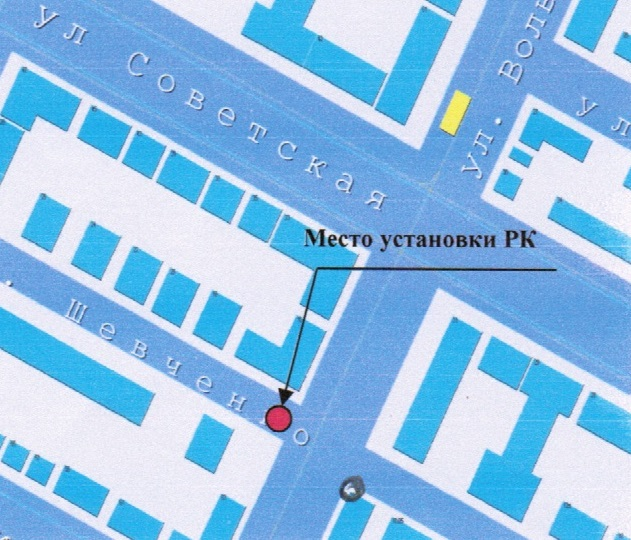 ул Советская
ул. Воль
ул
Место установки РК
. Шевченко